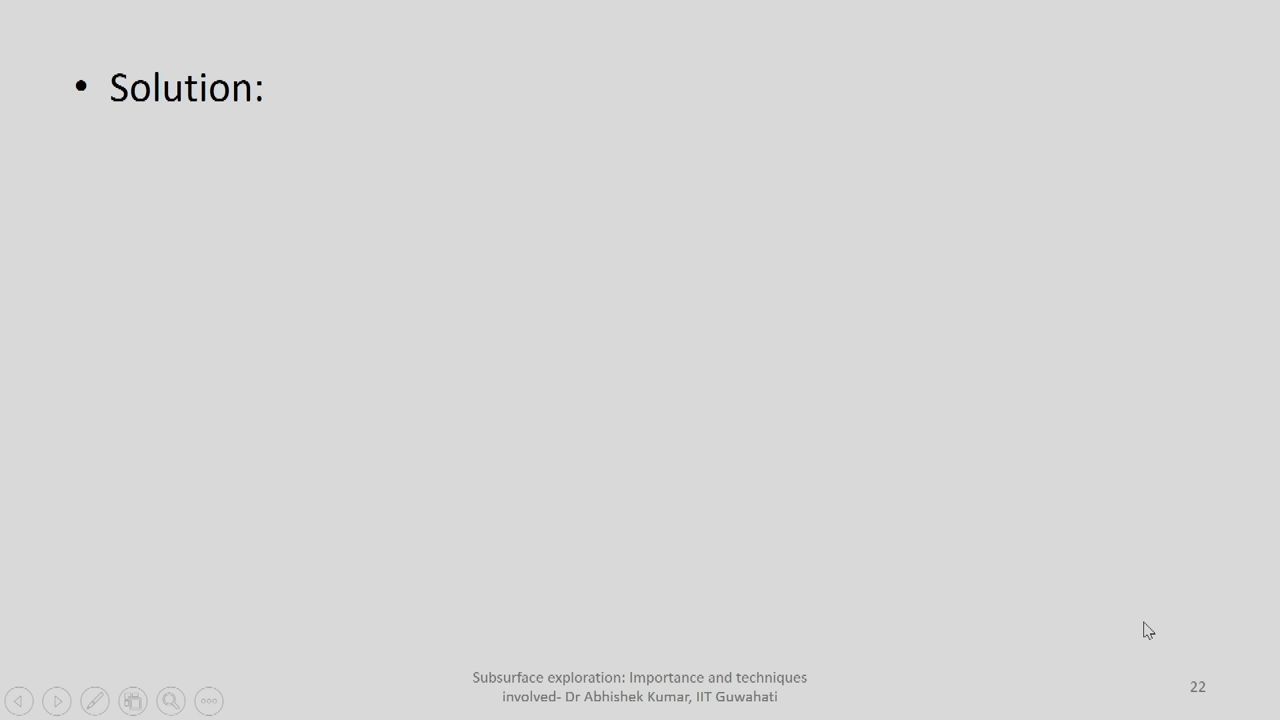 • Solution:
Subsurface exploration: Importance and techniques
involved- Dr Abhishek Kumar, IIT Guwahati
22